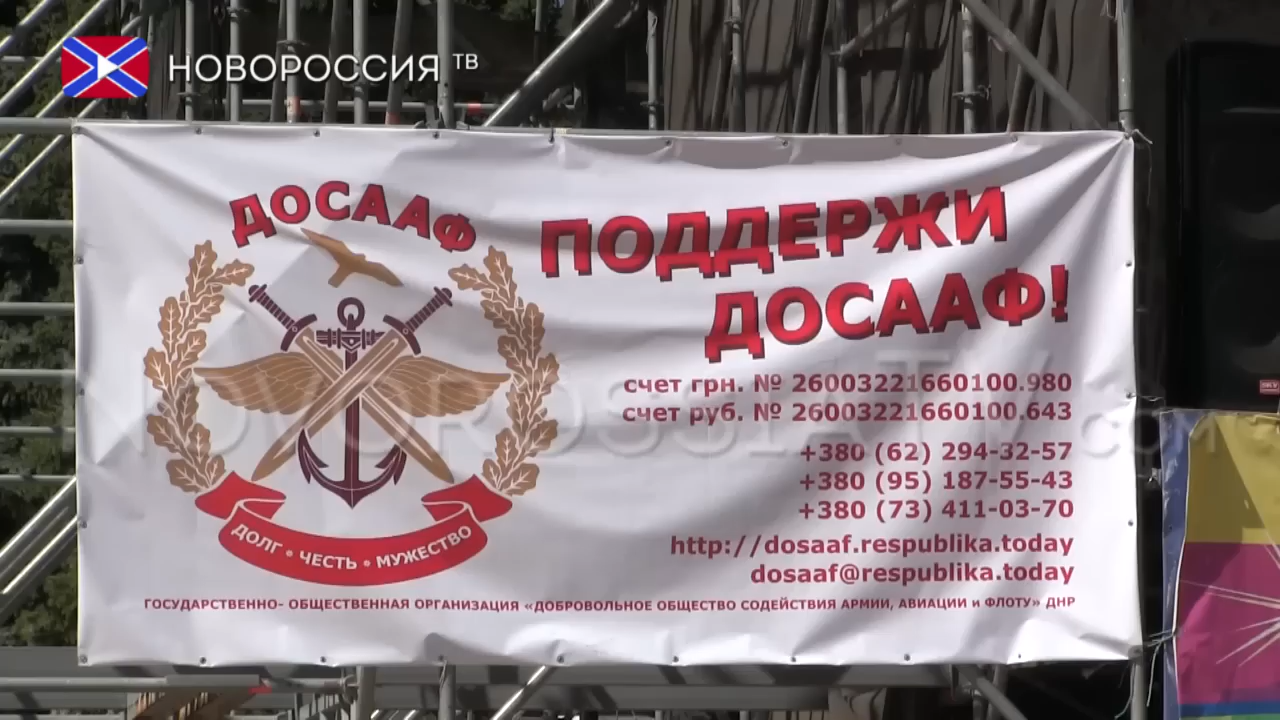 НОВОРОССИЯ ТВ
ДОСААФ
ПОДДЕРЖИ
ДОСААФ!
счет грн. № 26003221660100.980
счет руб. № 26003221660100.643
NOVOROSSIATV.com
+380 (62) 294-32-57
+380 (95) 187-55-43
+380 (73) 411-03-70
http://dosaaf.respublika.today
dosaaf@respublika.today
ДОЛГ • ЧЕСТЬ • МУЖЕСТВО
ГОСУДАРСТВЕННО- ОБЩЕСТВЕННАЯ ОРГАНИЗАЦИЯ «ДОБРОВОЛЬНОЕ ОБЩЕСТВО СОДЕЙСТВИЯ АРМИИ, АВИАЦИИ и ФЛОТУ» ДНР